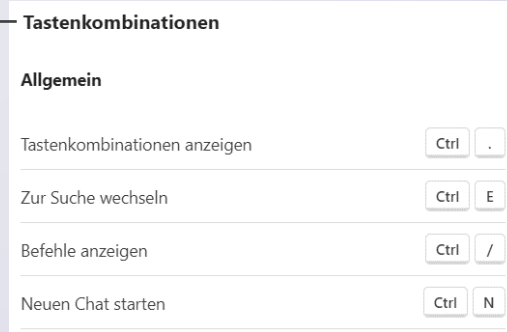 Tastenkombinationen
Allgemein
Tastenkombinationen anzeigen Ctrl .
Zur Suche wechseln Ctrl E
Befehle anzeigen Ctrl /
Neuen Chat starten Ctrl N